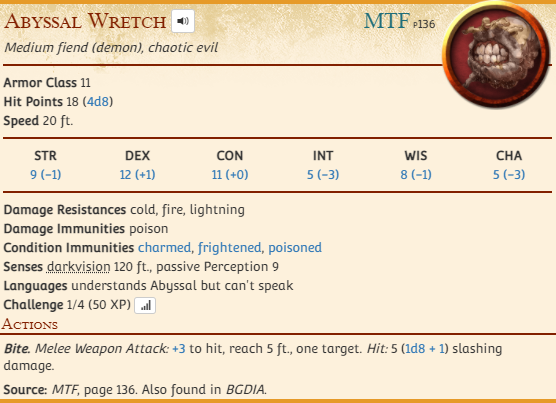 Abyssal Wretch MTF p136
Medium fiend (demon), chaotic evil
Armor Class 11
Hit Points 18 (4d8)
Speed 20 ft.
STR DEX CON INT WIS CHA
9 (−1) 12 (+1) 11 (+0) 5 (−3) 8 (−1) 5 (−3)
Damage Resistances cold, fire, lightning
Damage Immunities poison
Condition Immunities charmed, frightened, poisoned
Senses darkvision 120 ft., passive Perception 9
Languages understands Abyssal but can't speak
Challenge 1/4 (50 XP)
Actions
Bite. Melee Weapon Attack: +3 to hit, reach 5 ft., one target. Hit: 5 (1d8 + 1) slashing
damage.
Source: MTF, page 136. Also found in BGDIA.